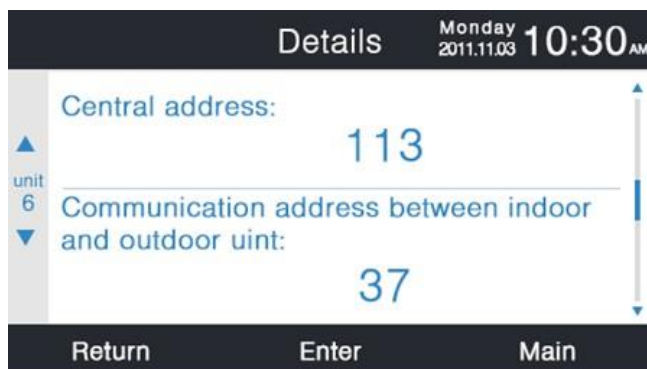 Details
Monday
2011.11.03
10:30 AM
Central address:
113
unit
6
Communication address between indoor
and outdoor uint:
37
Return Enter Main